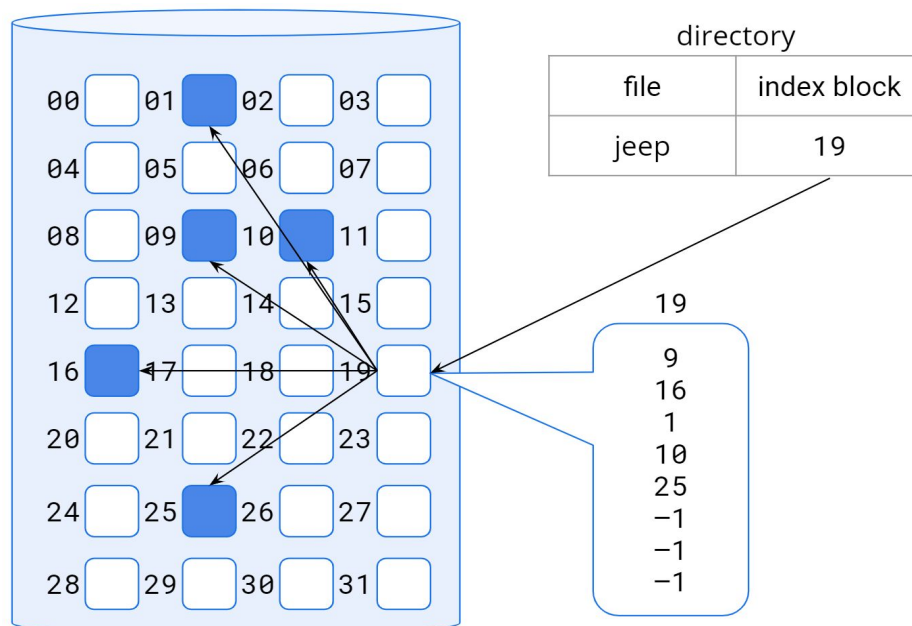 directory
file index block
jeep 19
00 01 02 03
04 05 06 07
08 09 10 11
12 13 14 15
16 17 18 19
20 21 22 23
24 25 26 27
28 29 30 31
19
9
16
1
10
25
−1
−1
−1